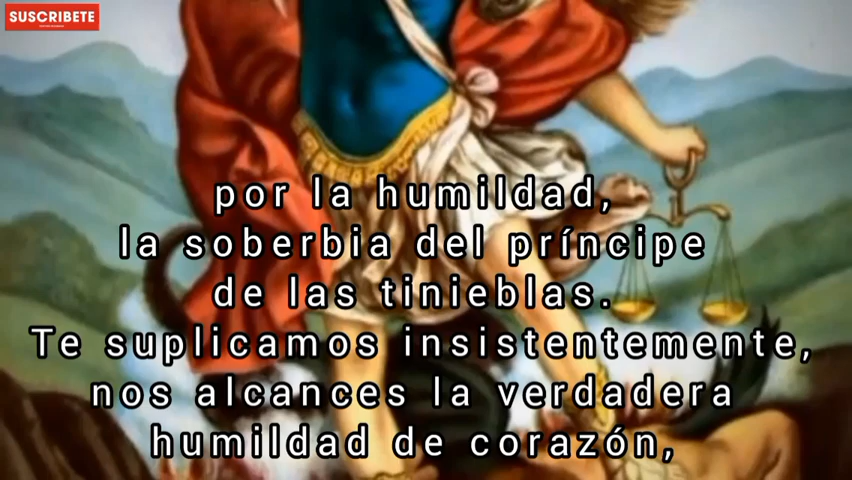 SUSCRIBETE
por la humildad,
la soberbia del príncipe
de las tinieblas.
Te suplicamos insistentemente,
nos alcances la verdadera
humildad de corazón,